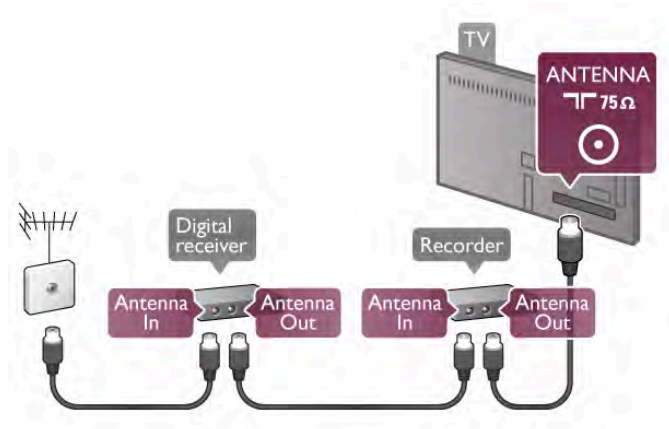 TV
ANTENNA
75Ω
Digital
receiver
Recorder
Antenna
In
Antenna
Out
Antenna
In
Antenna
Out